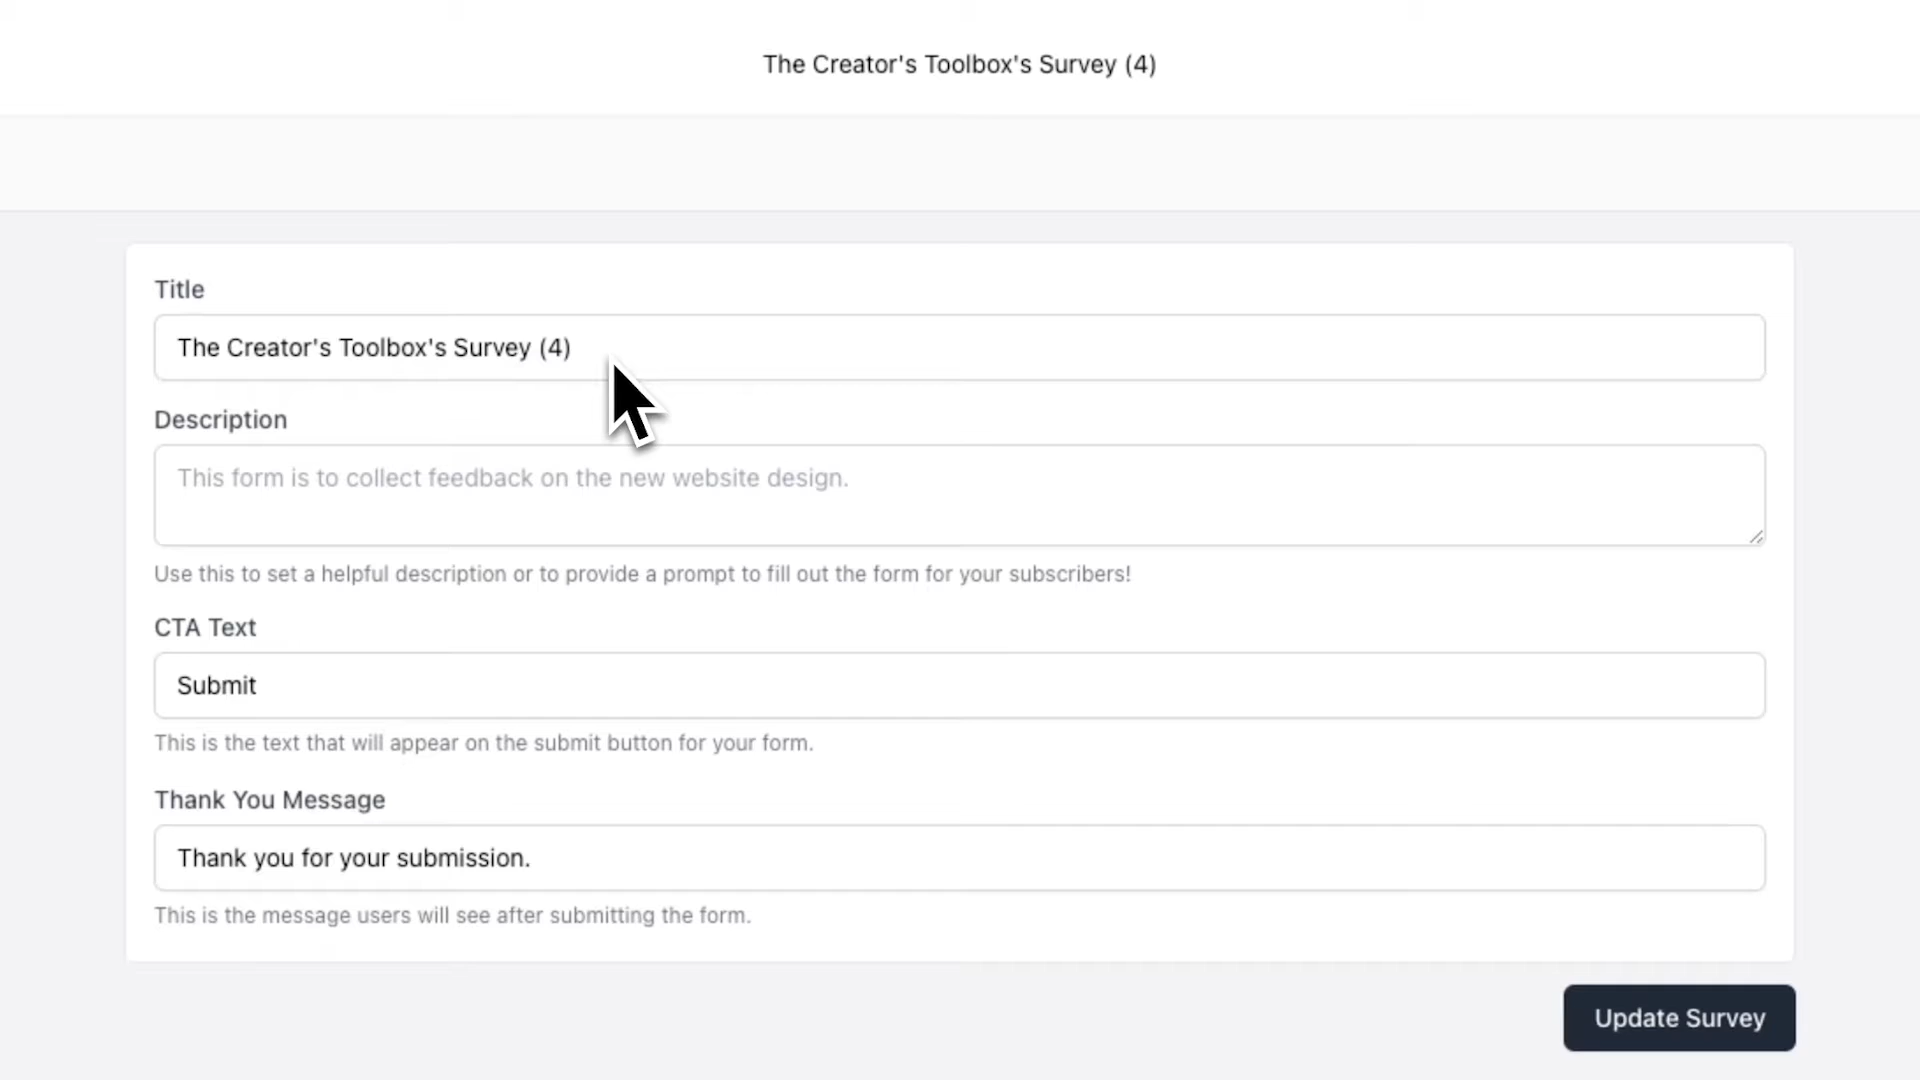 The Creator's Toolbox's Survey (4)
Title
The Creator's Toolbox's Survey (4)
Description
This form is to collect feedback on the new website design.
Use this to set a helpful description or to provide a prompt to fill out the form for your subscribers!
CTA Text
Submit
This is the text that will appear on the submit button for your form.
Thank You Message
Thank you for your submission.
This is the message users will see after submitting the form.
Update Survey